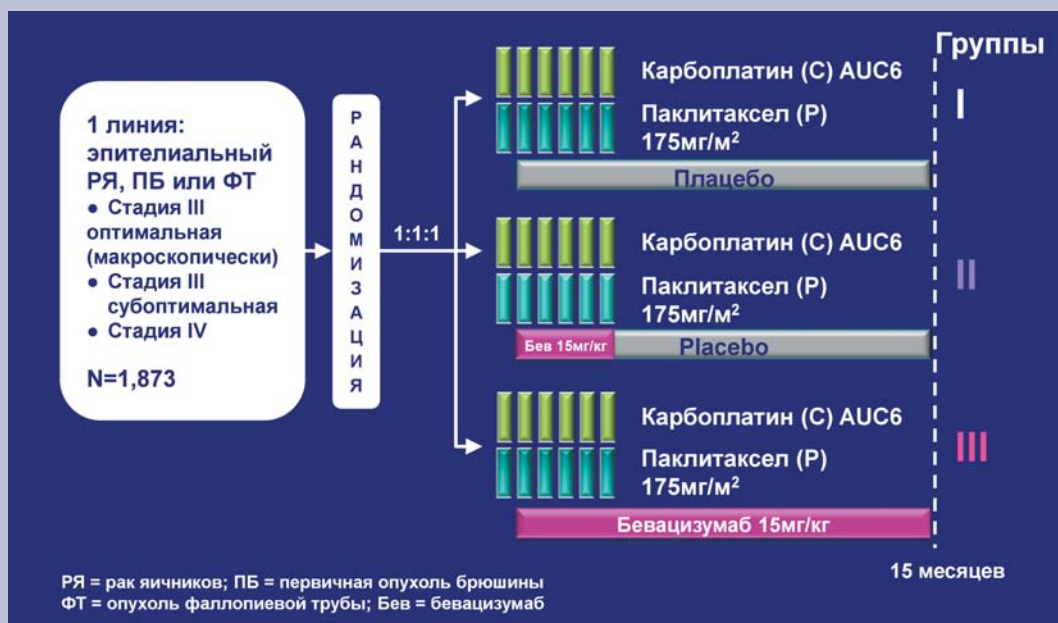 1 линия:
эпителиальный
РЯ, ПБ или ФТ
● Стадия III
оптимальная
(макроскопически)
● Стадия III
субоптимальная
● Стадия IV
N=1,873
РАНДОМИЗАЦИЯ
1:1:1
Группы
Карбоплатин (C) AUC6
Паклитаксел (P)
175мг/м²
Плацебо
I
Карбоплатин (C) AUC6
Паклитаксел (P)
175мг/м²
Бев 15мг/кг
Placebo
II
Карбоплатин (C) AUC6
Паклитаксел (P)
175мг/м²
Бевацизумаб 15мг/кг
III
15 месяцев
РЯ = рак яичников; ПБ = первичная опухоль брюшины
ФТ = опухоль фаллопиевой трубы; Бев = бевацизумаб